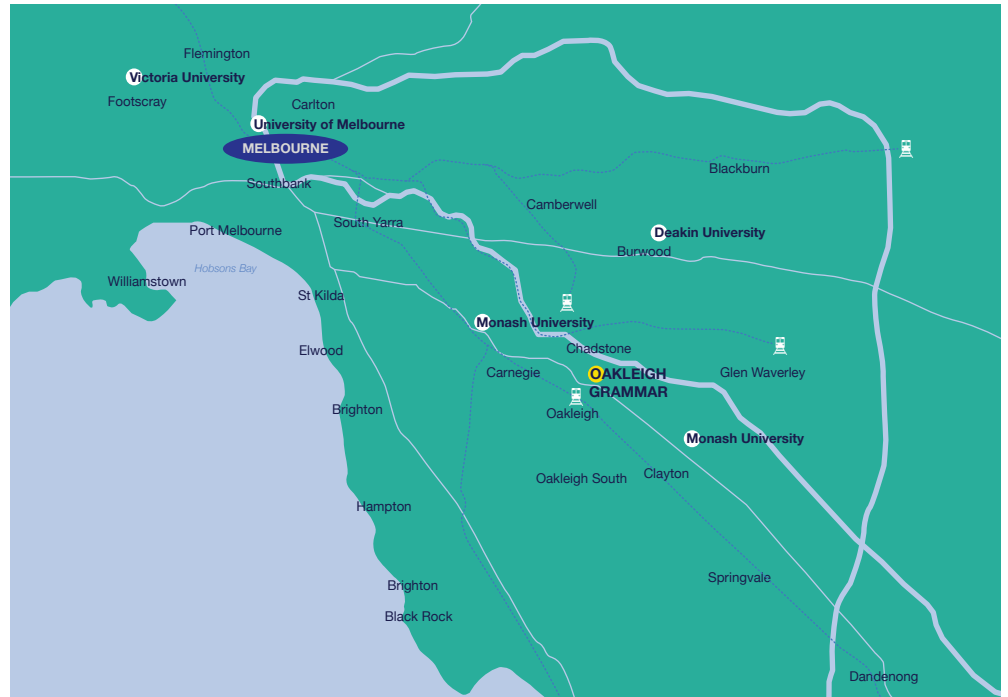 Flemington
Victoria University
Footscray
Carlton
University of Melbourne
MELBOURNE
Blackburn
Southbank
Camberwell
South Yarra
Port Melbourne
Deakin University
Burwood
Hobsons Bay
Williamstown
St Kilda
Monash University
Elwood
Chadstone
Carnegie
OAKLEIGH
GRAMMAR
Glen Waverley
Brighton
Oakleigh
Monash University
Oakleigh South
Clayton
Hampton
Springvale
Brighton
Black Rock
Dandenong